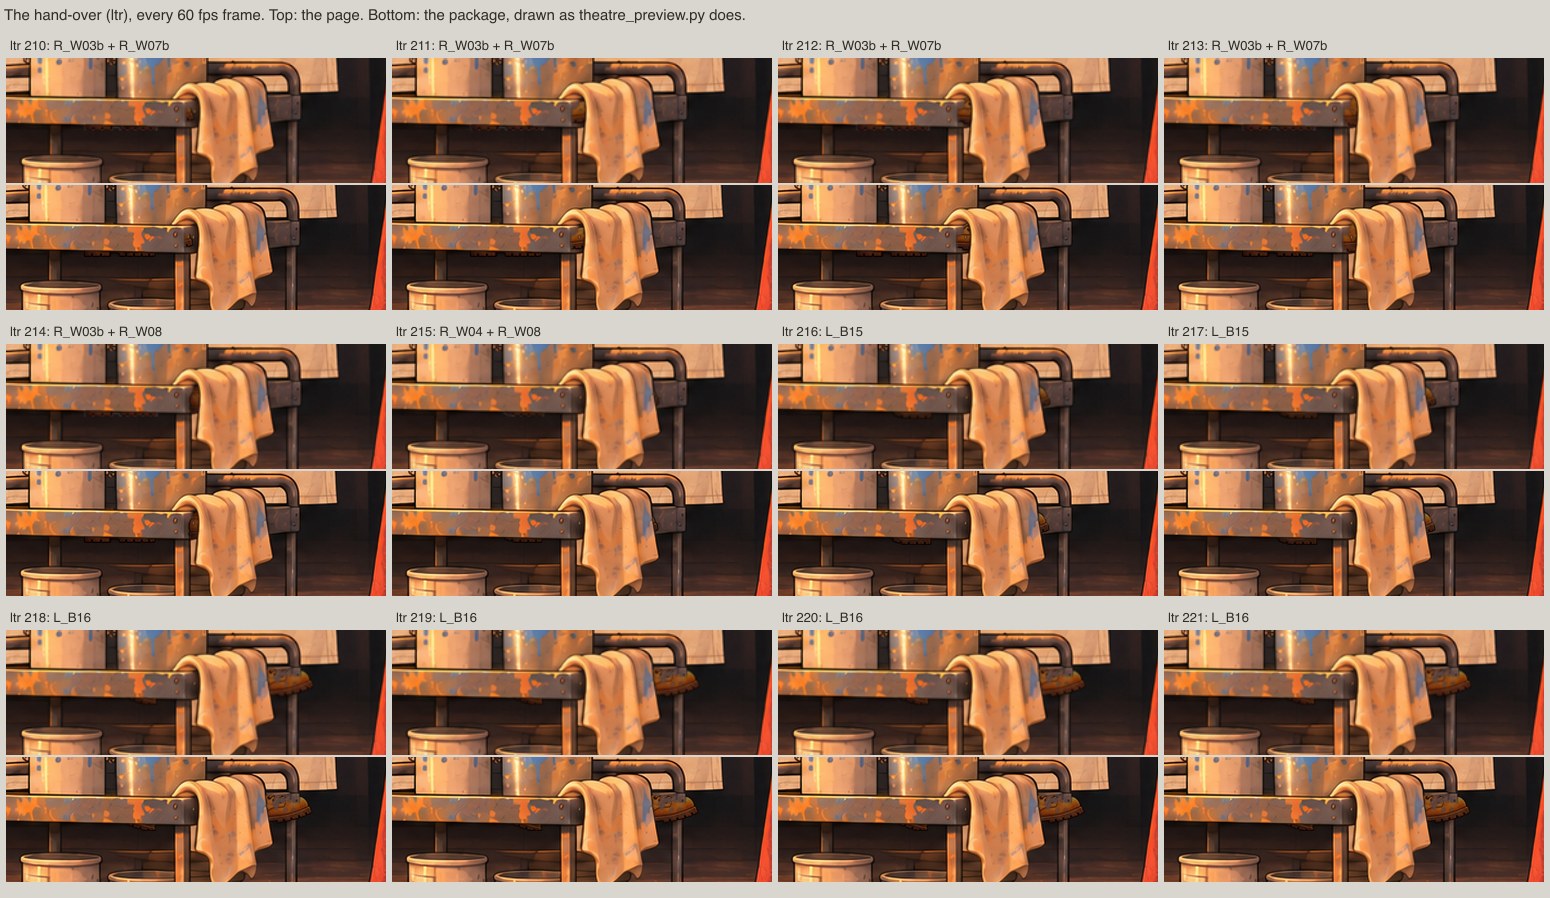 The hand-over (ltr), every 60 fps frame. Top: the page. Bottom: the package, drawn as theatre_preview.py does.
ltr 210: R_W03b + R_W07b
ltr 211: R_W03b + R_W07b
ltr 212: R_W03b + R_W07b
ltr 213: R_W03b + R_W07b
ltr 214: R_W03b + R_W08
ltr 215: R_W04 + R_W08
ltr 216: L_B15
ltr 217: L_B15
ltr 218: L_B16
ltr 219: L_B16
ltr 220: L_B16
ltr 221: L_B16